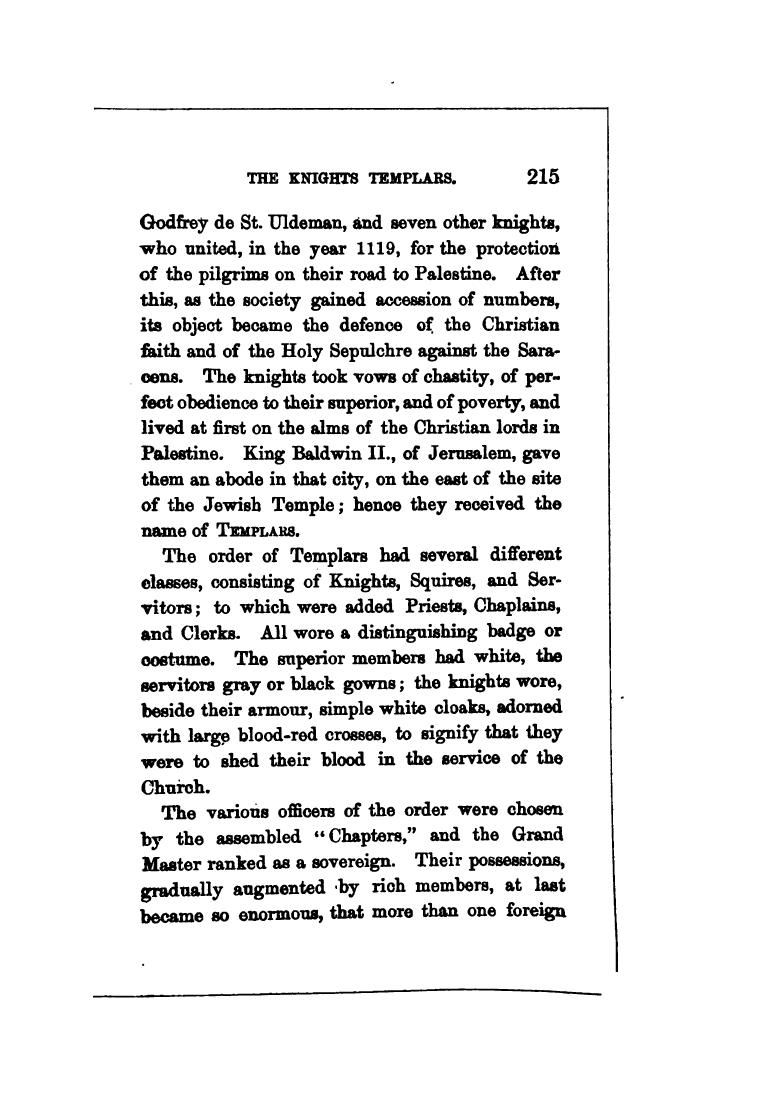 THE KNIGHTS TEMPLARS. 215
Godfrey de St. Uldeman, and seven other knights,
who united, in the year 1119, for the protection
of the pilgrims on their road to Palestine. After
this, as the society gained accession of numbers,
its object became the defence of the Christian
faith and of the Holy Sepulchre against the Sara-
cens. The knights took vows of chastity, of per-
fect obedience to their superior, and of poverty, and
lived at first on the alms of the Christian lords in
Palestine. King Baldwin II., of Jerusalem, gave
them an abode in that city, on the east of the site
of the Jewish Temple; hence they received the
name of TEMPLARS.
The order of Templars had several different
classes, consisting of Knights, Squires, and Ser-
vitors; to which were added Priests, Chaplains,
and Clerks. All wore a distinguishing badge or
costume. The superior members had white, the
servitors gray or black gowns; the knights wore,
beside their armour, simple white cloaks, adorned
with large blood-red crosses, to signify that they
were to shed their blood in the service of the
Church.
The various officers of the order were chosen
by the assembled "Chapters," and the Grand
Master ranked as a sovereign. Their possessions,
gradually augmented by rich members, at last
became so enormous, that more than one foreign